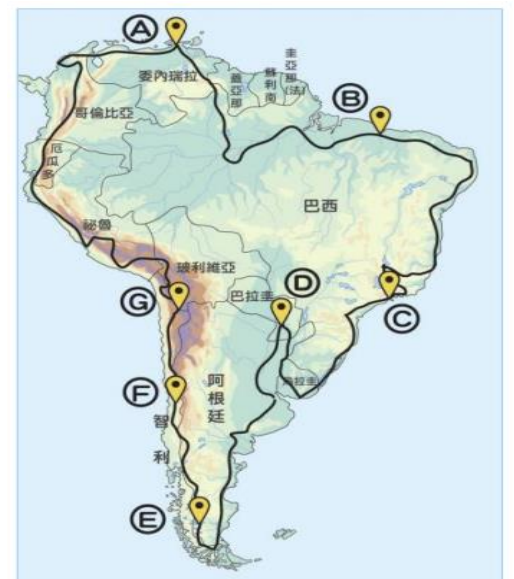 Ⓐ
委內瑞拉
蓋亞那
蘇利南
圭亞那(法)
Ⓑ
哥倫比亞
厄瓜多
巴西
祕魯
玻利維亞
Ⓓ
Ⓖ
巴拉圭
Ⓒ
Ⓕ
阿根廷
烏拉圭
智利
Ⓔ